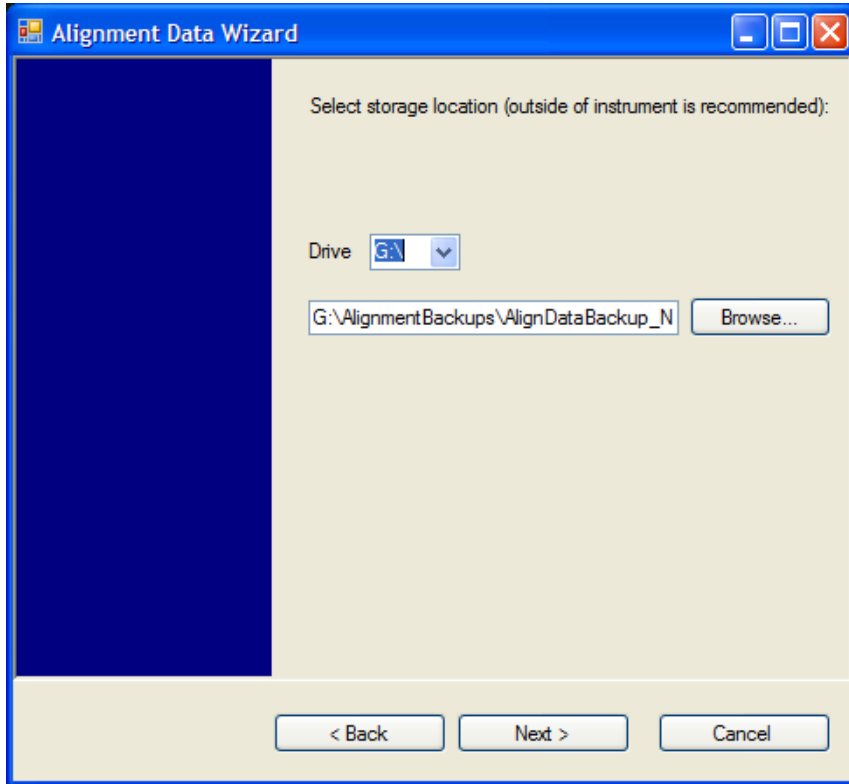 Alignment Data Wizard
Select storage location (outside of instrument is recommended):
Drive G:\
G:\AlignmentBackups\AlignDataBackup_N Browse...
< Back Next > Cancel